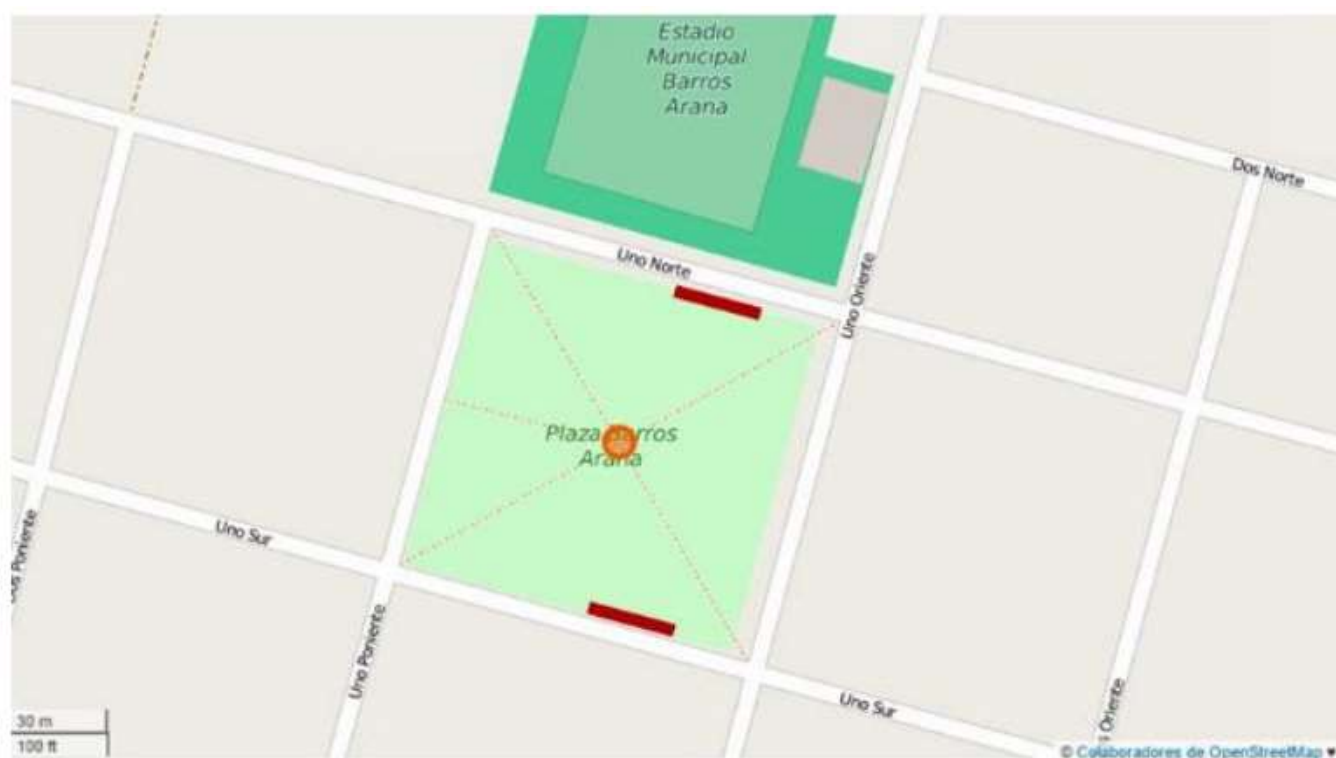 Estadio
Municipal
Barros
Arana
Dos Norte
Uno Norte
Uno Oriente
Plaza Barros
Arana
Uno Sur
Poniente
Uno Poniente
Uno Sur
Oriente
30 m
100 ft
© Colaboradores de OpenStreetMap ♥